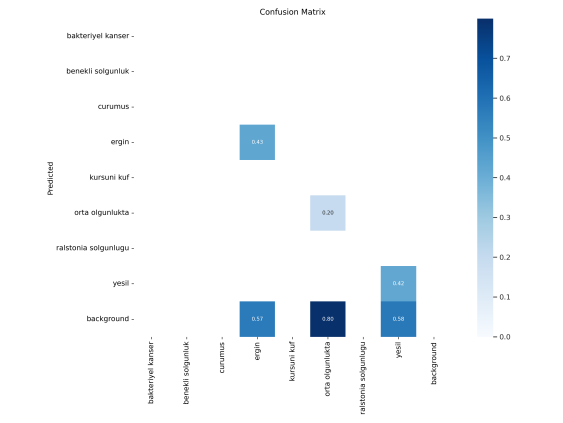 Confusion Matrix
bakteriyel kanser
benekli solgunluk
curumus
ergin
kursuni kuf
orta olgunlukta
ralstonia solgunlugu
yesil
background
Predicted
0.43
0.20
0.42
0.57
0.80
0.58
bakteriyel kanser
benekli solgunluk
curumus
ergin
kursuni kuf
orta olgunlukta
ralstonia solgunlugu
yesil
background
0.7
0.6
0.5
0.4
0.3
0.2
0.1
0.0